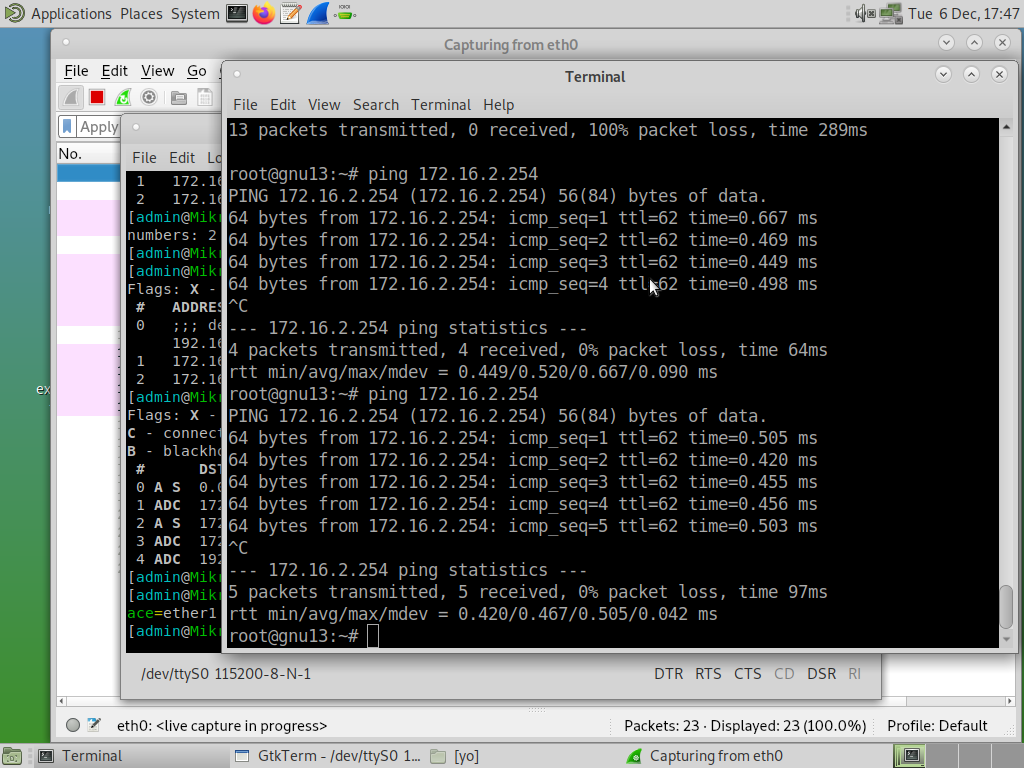 Applications Places System Tue 6 Dec, 17:47
Capturing from eth0
File Edit View Go
Apply
No.
File Edit Lo
1 172.16
2 172.16
[admin@Mikr
numbers: 2
[admin@Mikr
[admin@Mikr
Flags: X -
# ADDRES
0 ;;; de
192.16
1 172.16
2 172.16
[admin@Mikr
Flags: X -
C - connect
B - blackho
# DST
0 A S 0.0
1 ADC 172
2 A S 172
3 ADC 172
4 ADC 192
[admin@Mikr
[admin@Mikr
ace=ether1
[admin@Mikr
ex
Terminal
File Edit View Search Terminal Help
13 packets transmitted, 0 received, 100% packet loss, time 289ms
root@gnu13:~# ping 172.16.2.254
PING 172.16.2.254 (172.16.2.254) 56(84) bytes of data.
64 bytes from 172.16.2.254: icmp_seq=1 ttl=62 time=0.667 ms
64 bytes from 172.16.2.254: icmp_seq=2 ttl=62 time=0.469 ms
64 bytes from 172.16.2.254: icmp_seq=3 ttl=62 time=0.449 ms
64 bytes from 172.16.2.254: icmp_seq=4 ttl=62 time=0.498 ms
^C
--- 172.16.2.254 ping statistics ---
4 packets transmitted, 4 received, 0% packet loss, time 64ms
rtt min/avg/max/mdev = 0.449/0.520/0.667/0.090 ms
root@gnu13:~# ping 172.16.2.254
PING 172.16.2.254 (172.16.2.254) 56(84) bytes of data.
64 bytes from 172.16.2.254: icmp_seq=1 ttl=62 time=0.505 ms
64 bytes from 172.16.2.254: icmp_seq=2 ttl=62 time=0.420 ms
64 bytes from 172.16.2.254: icmp_seq=3 ttl=62 time=0.455 ms
64 bytes from 172.16.2.254: icmp_seq=4 ttl=62 time=0.456 ms
64 bytes from 172.16.2.254: icmp_seq=5 ttl=62 time=0.503 ms
^C
--- 172.16.2.254 ping statistics ---
5 packets transmitted, 5 received, 0% packet loss, time 97ms
rtt min/avg/max/mdev = 0.420/0.467/0.505/0.042 ms
root@gnu13:~#
/dev/ttyS0 115200-8-N-1 DTR RTS CTS CD DSR RI
eth0: <live capture in progress> Packets: 23 · Displayed: 23 (100.0%) Profile: Default
Terminal GtkTerm - /dev/ttyS0 1... [yo] Capturing from eth0